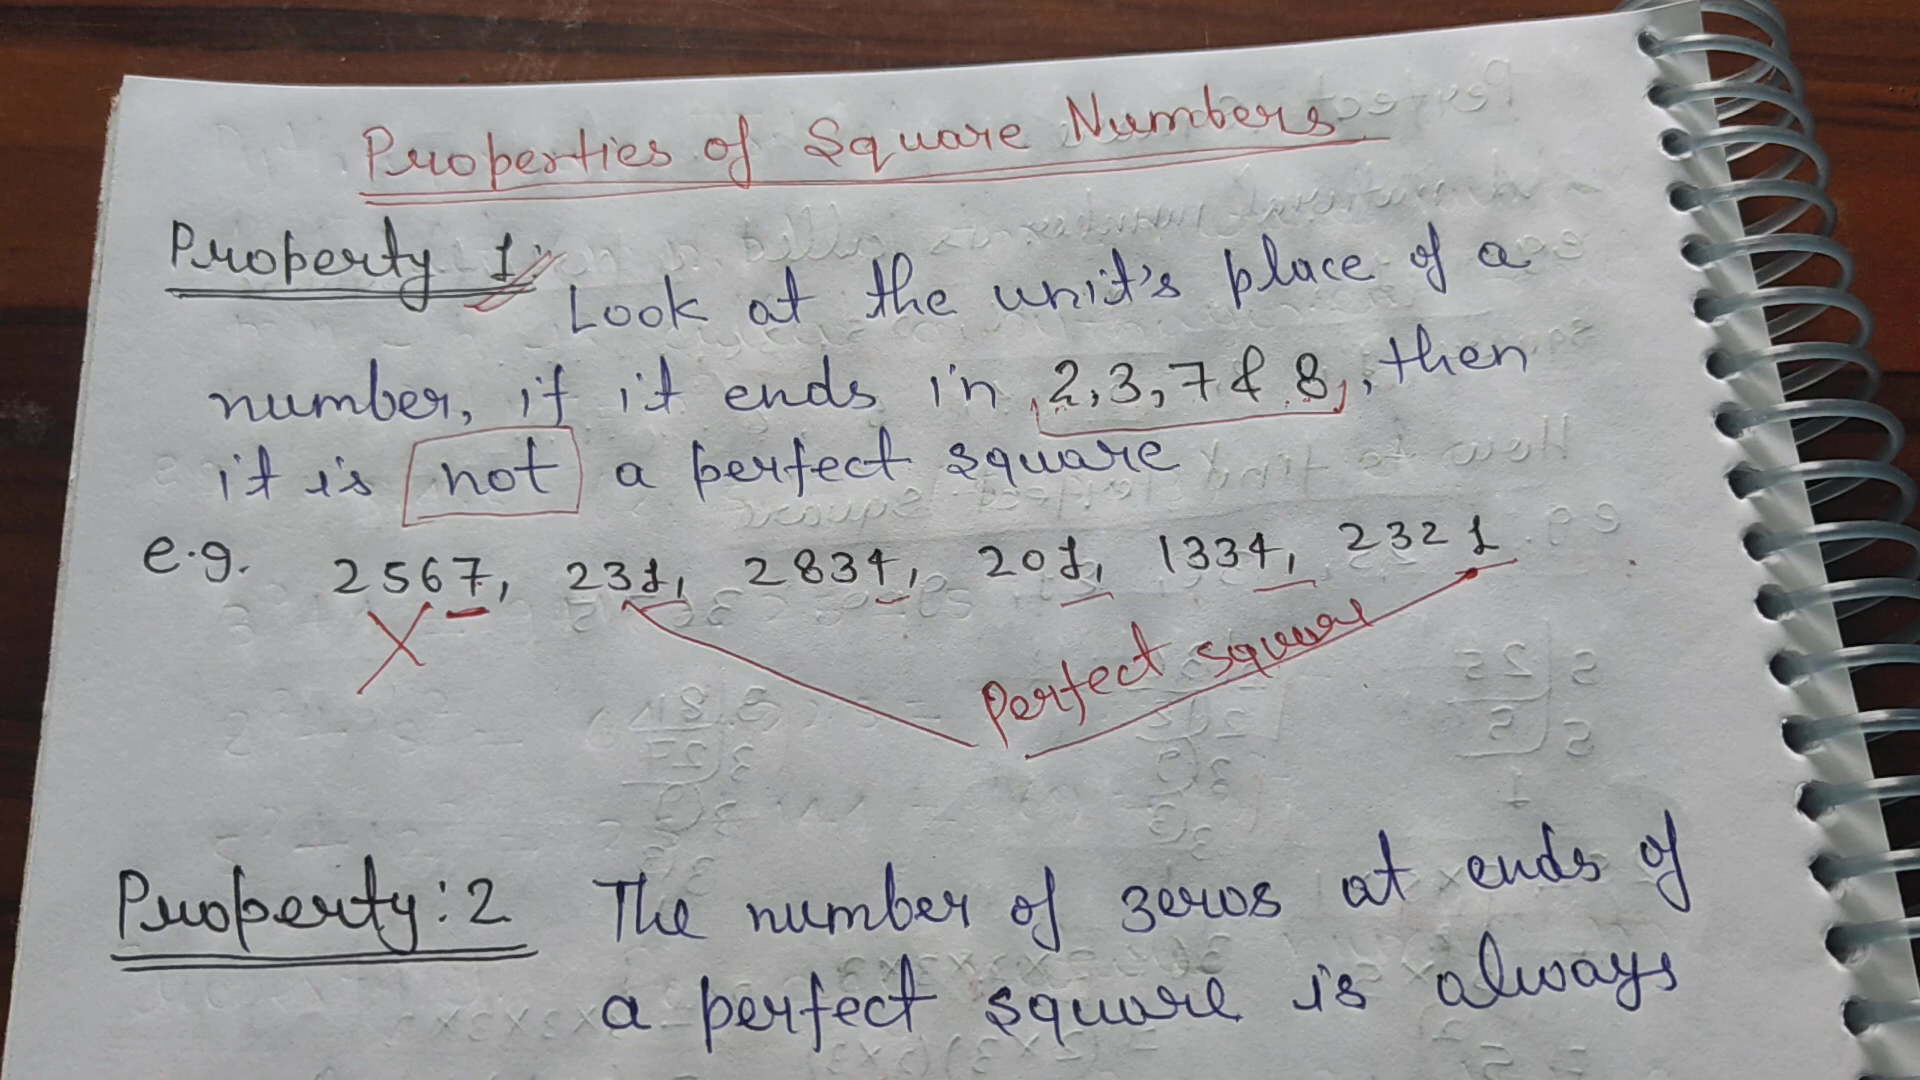 Properties of Square Numbers
Property 1:
Look at the unit's place of a
number, if it ends in 2,3,7 & 8, then
it is not a perfect square
e.g. 2567, 231, 2834, 201, 1334, 2321
Perfect square
Property:2 The number of zeros at ends of
a perfect square is always